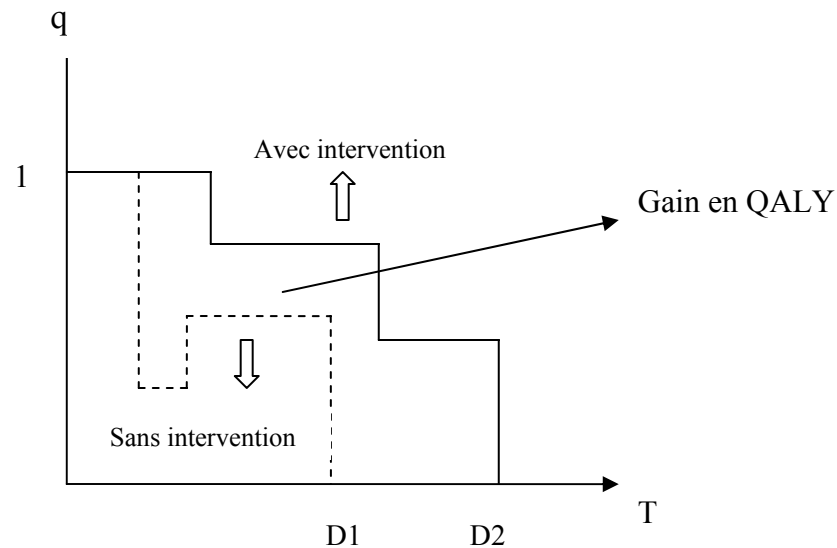 q
Avec intervention
1
Gain en QALY
Sans intervention
D1
D2
T